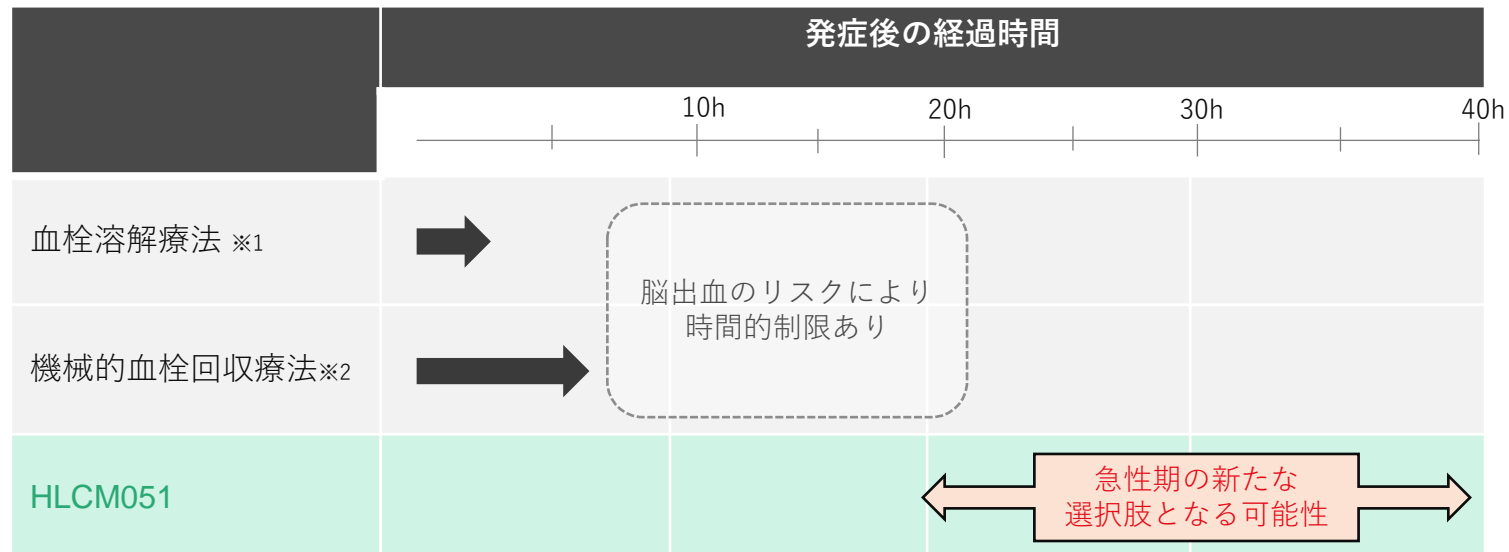 発症後の経過時間
10h 20h 30h 40h
血栓溶解療法 ※1
脳出血のリスクにより
時間的制限あり
機械的血栓回収療法※2
HLCM051
急性期の新たな
選択肢となる可能性